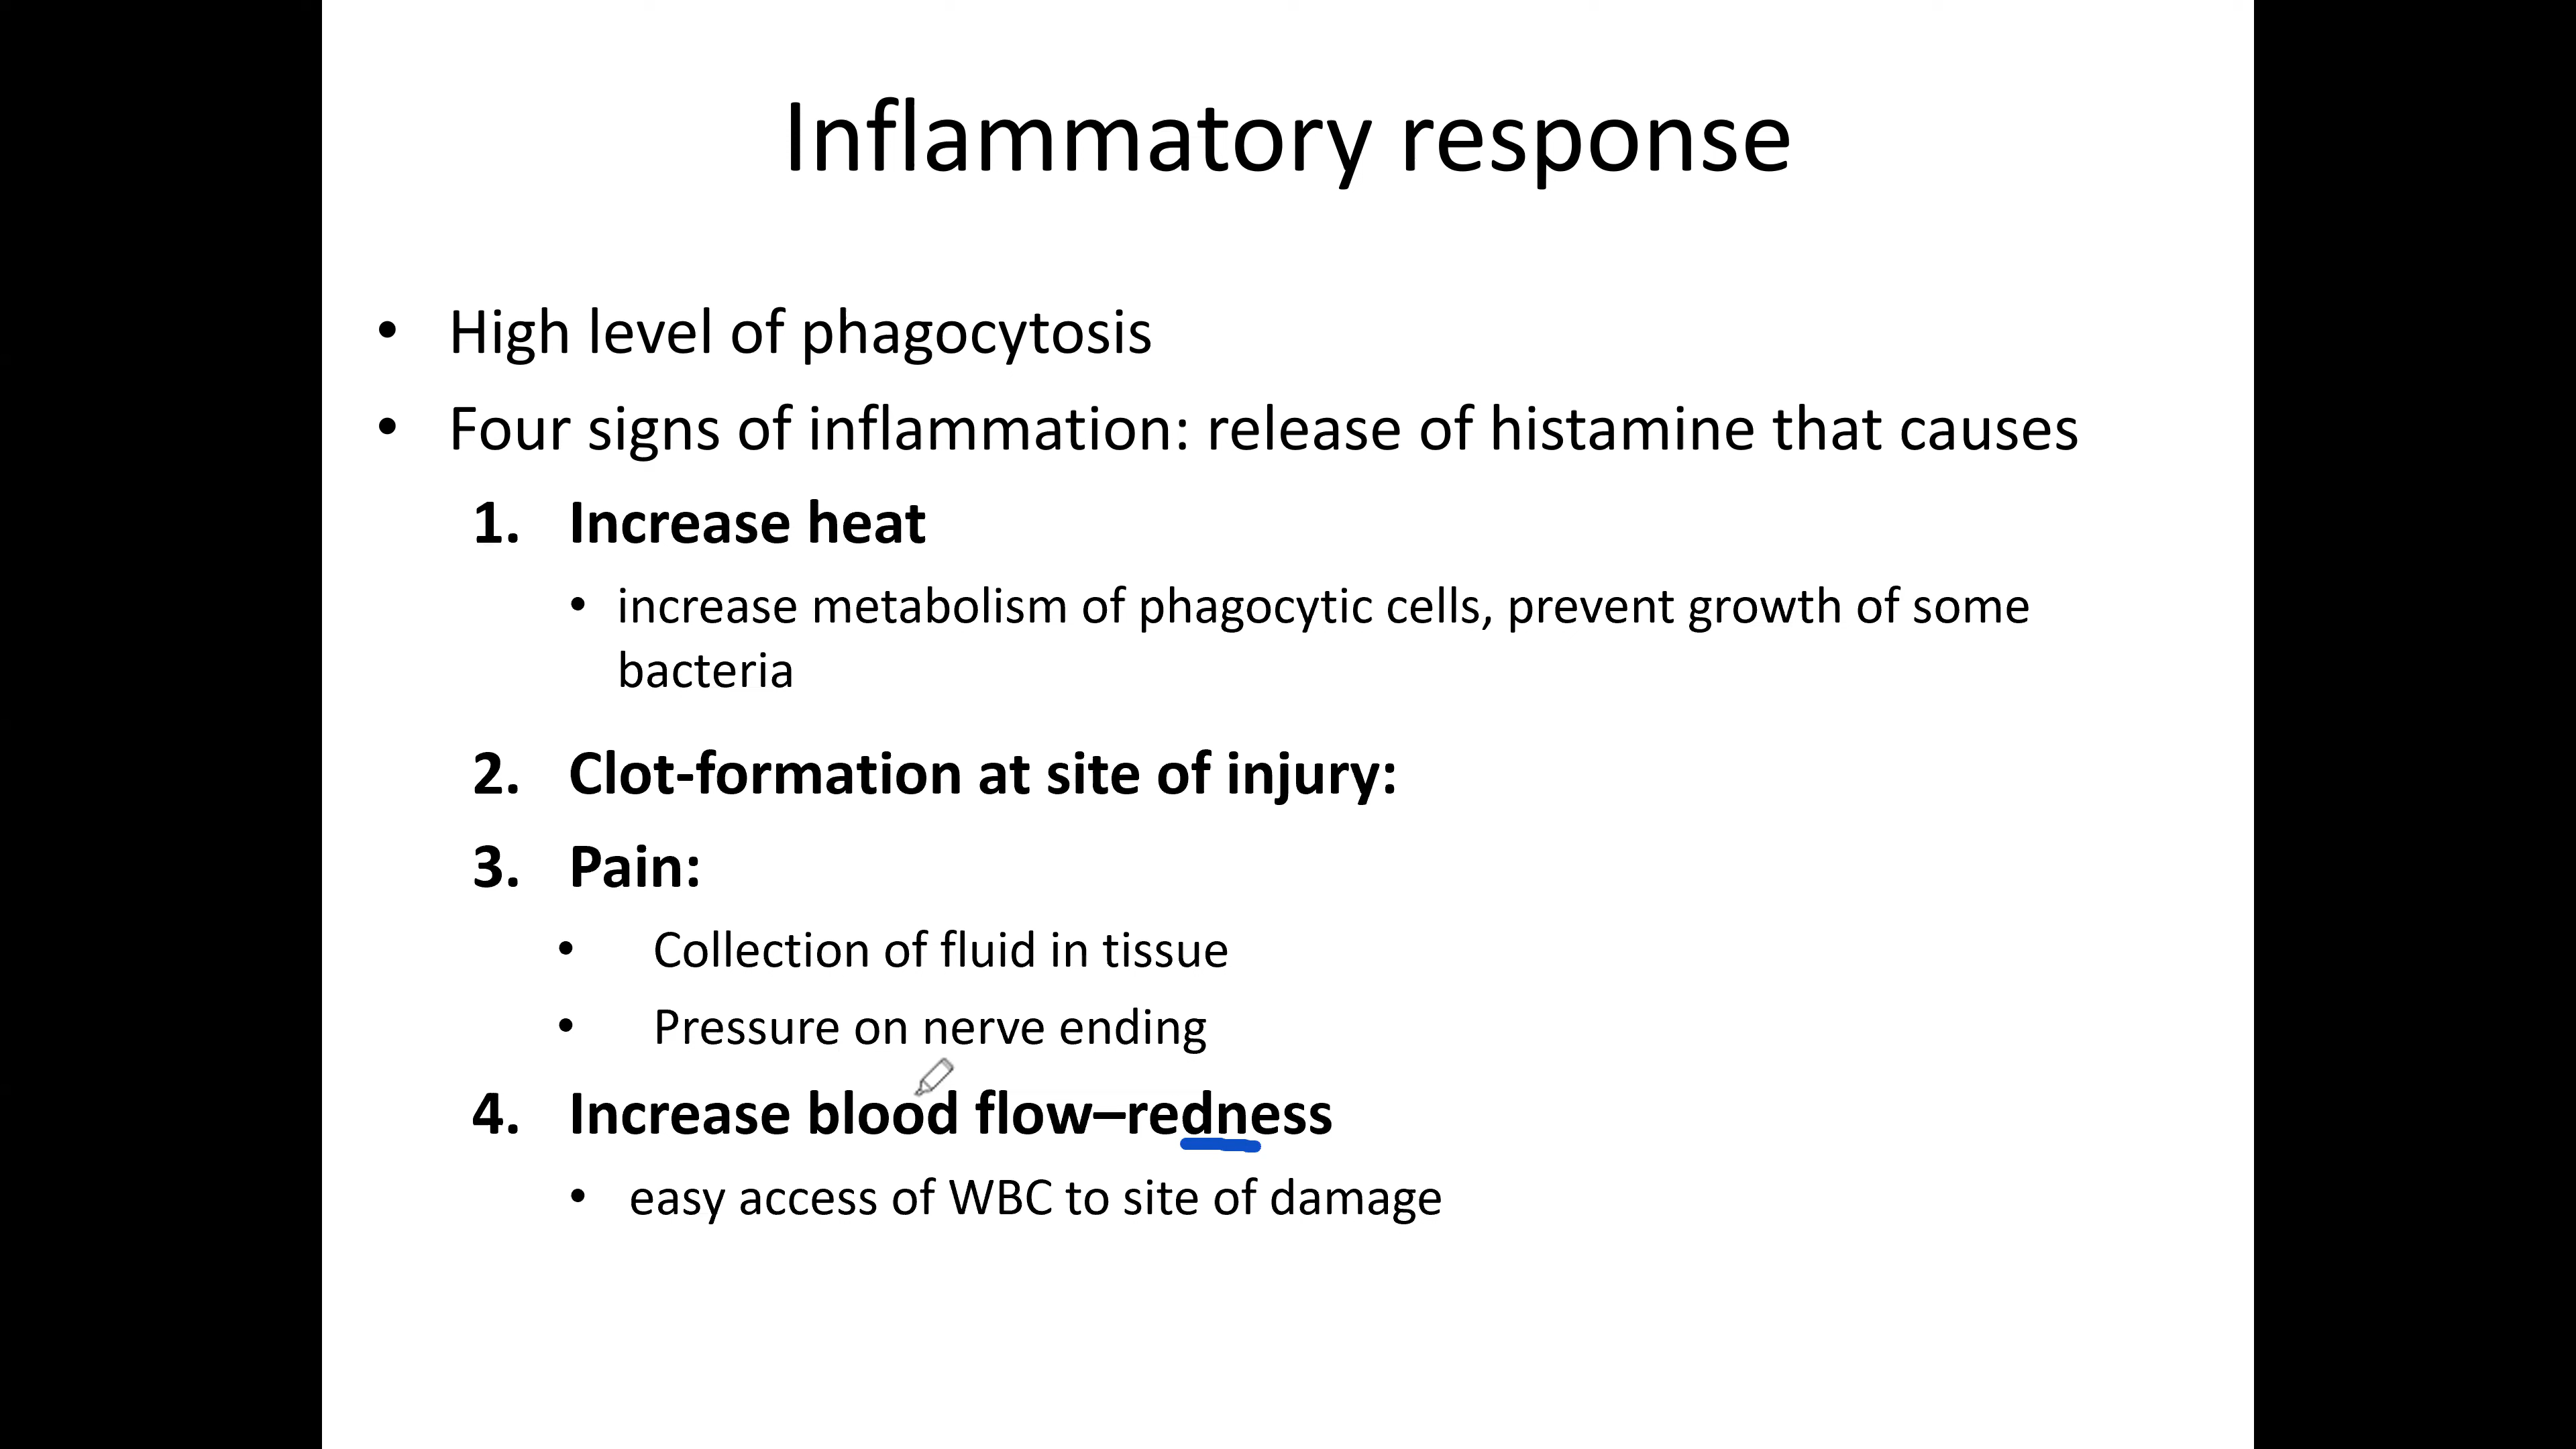 Inflammatory response
• High level of phagocytosis
• Four signs of inflammation: release of histamine that causes
1. Increase heat
• increase metabolism of phagocytic cells, prevent growth of some
bacteria
2. Clot-formation at site of injury:
3. Pain:
• Collection of fluid in tissue
• Pressure on nerve ending
4. Increase blood flow–redness
• easy access of WBC to site of damage